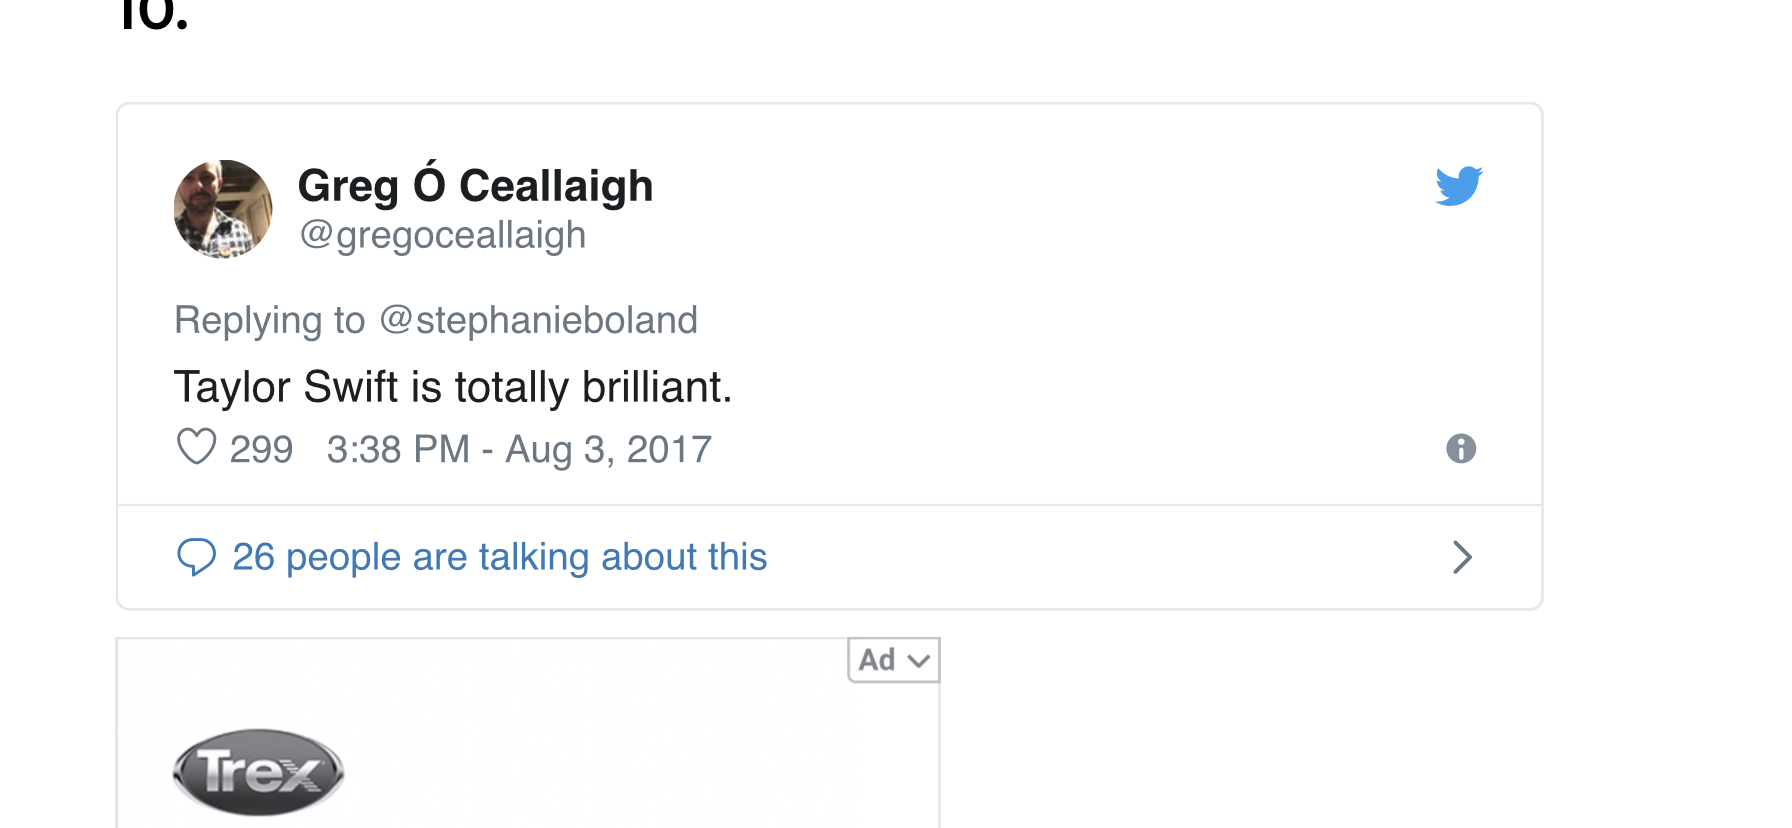 10.
Greg Ó Ceallaigh
@gregoceallaigh
Replying to @stephanieboland
Taylor Swift is totally brilliant.
299 3:38 PM - Aug 3, 2017
26 people are talking about this
Ad
Trex